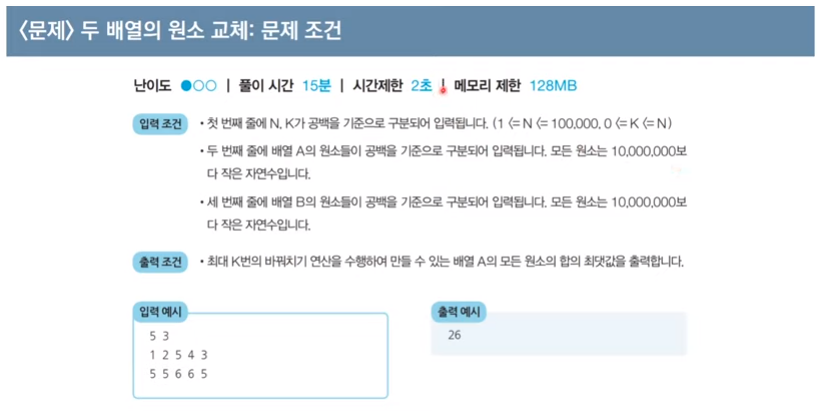 <문제> 두 배열의 원소 교체: 문제 조건
난이도 ●○○ | 풀이 시간 15분 | 시간제한 2초 | 메모리 제한 128MB
입력 조건 • 첫 번째 줄에 N, K가 공백을 기준으로 구분되어 입력됩니다. (1 <= N <= 100,000, 0 <= K <= N)
• 두 번째 줄에 배열 A의 원소들이 공백을 기준으로 구분되어 입력됩니다. 모든 원소는 10,000,000보
다 작은 자연수입니다.
• 세 번째 줄에 배열 B의 원소들이 공백을 기준으로 구분되어 입력됩니다. 모든 원소는 10,000,000보
다 작은 자연수입니다.
출력 조건 • 최대 K번의 바꿔치기 연산을 수행하여 만들 수 있는 배열 A의 모든 원소의 합의 최댓값을 출력합니다.
입력 예시
5 3
1 2 5 4 3
5 5 6 6 5
출력 예시
26